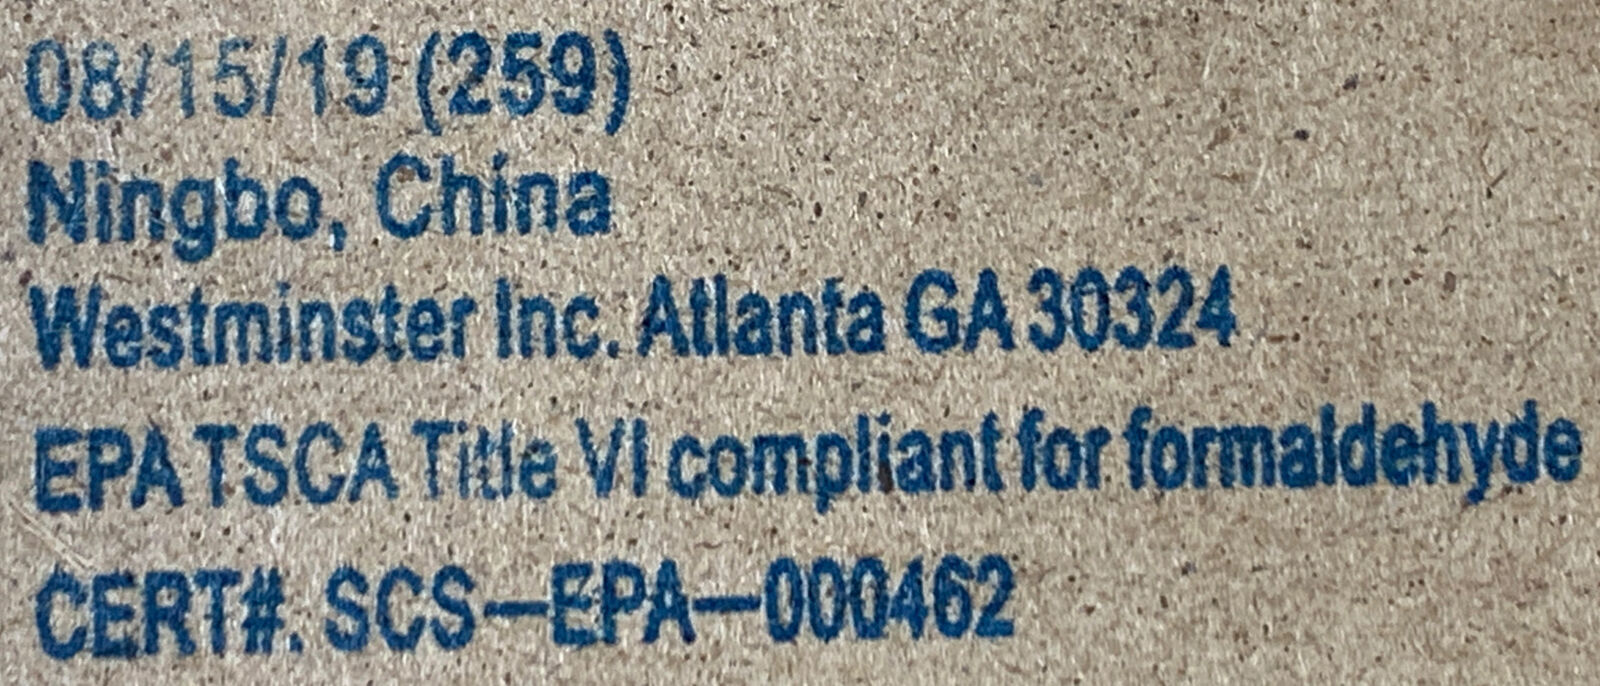 08/15/19 (259)
Ningbo, China
Westminster Inc. Atlanta GA 30324
EPA TSCA Title VI compliant for formaldehyde
CERT#. SCS-EPA-000462